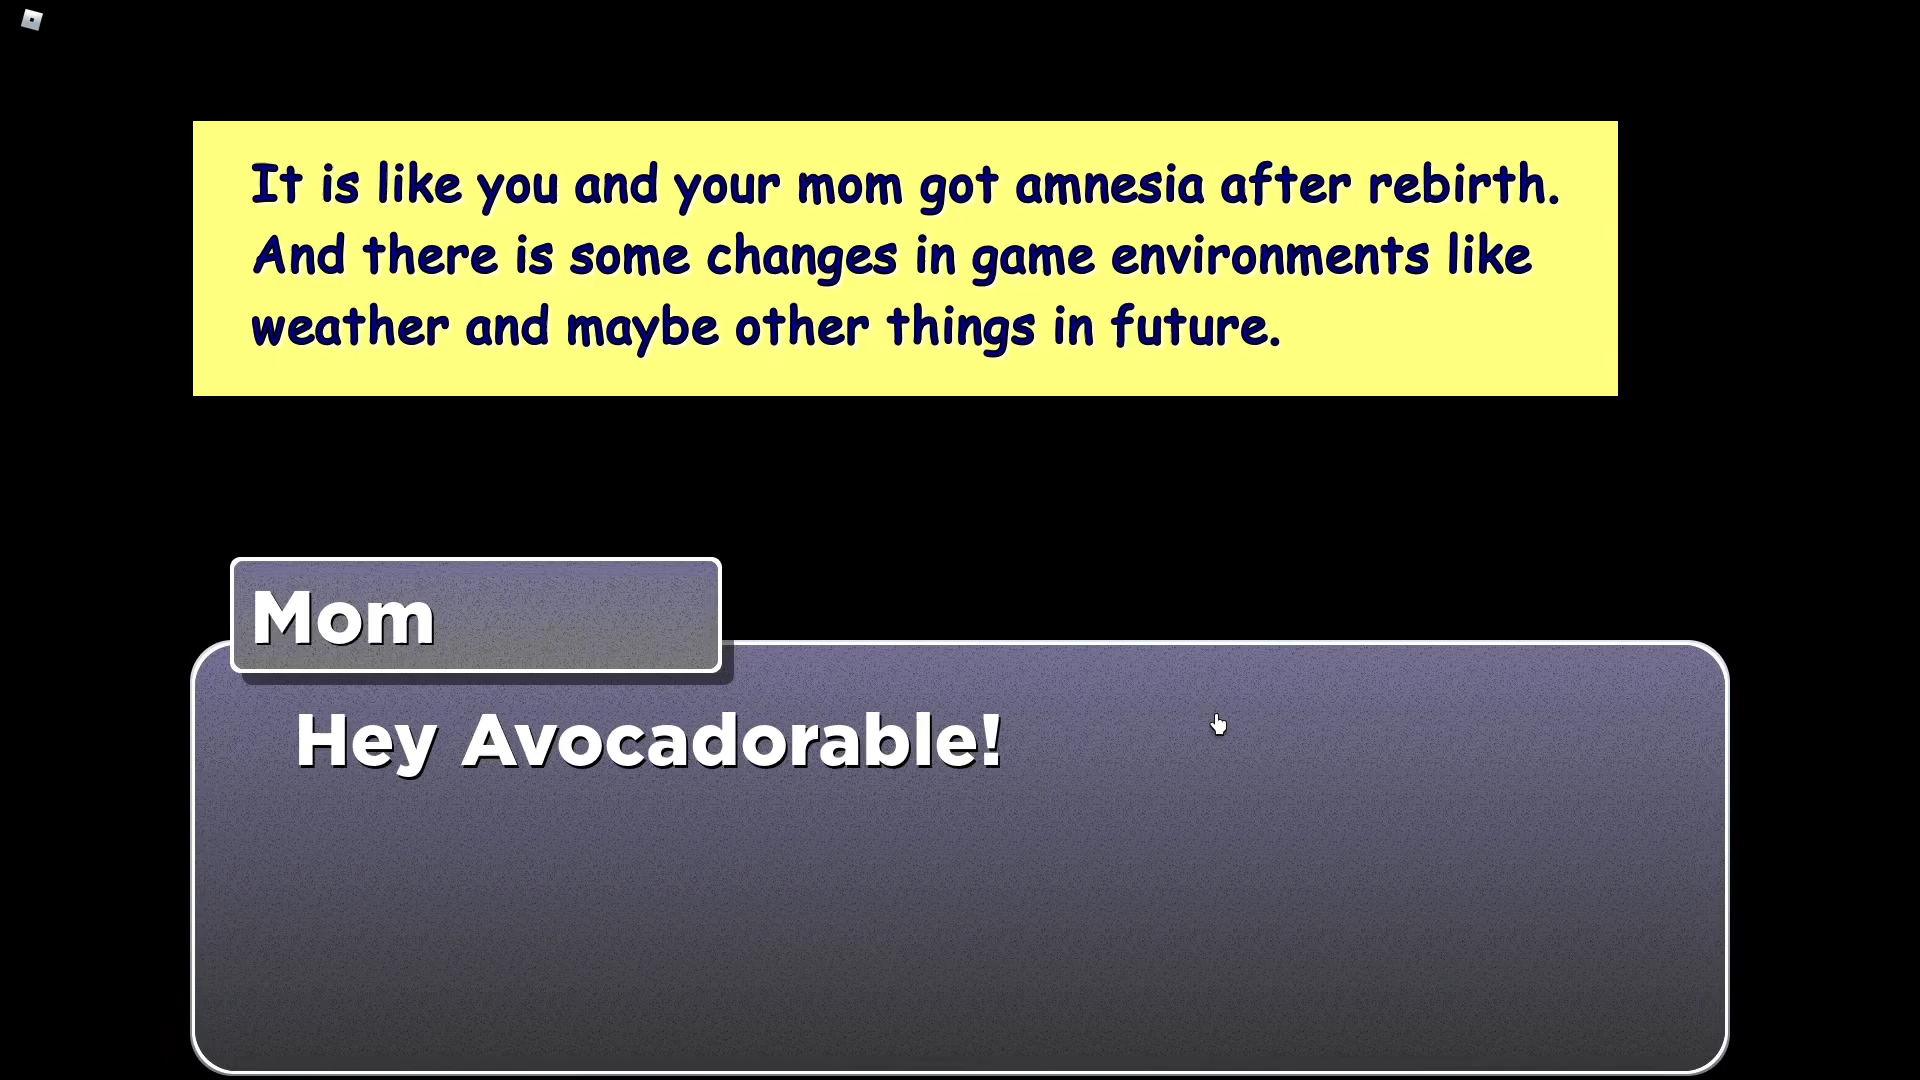 It is like you and your mom got amnesia after rebirth.
And there is some changes in game environments like
weather and maybe other things in future.
Mom
Hey Avocadorable!